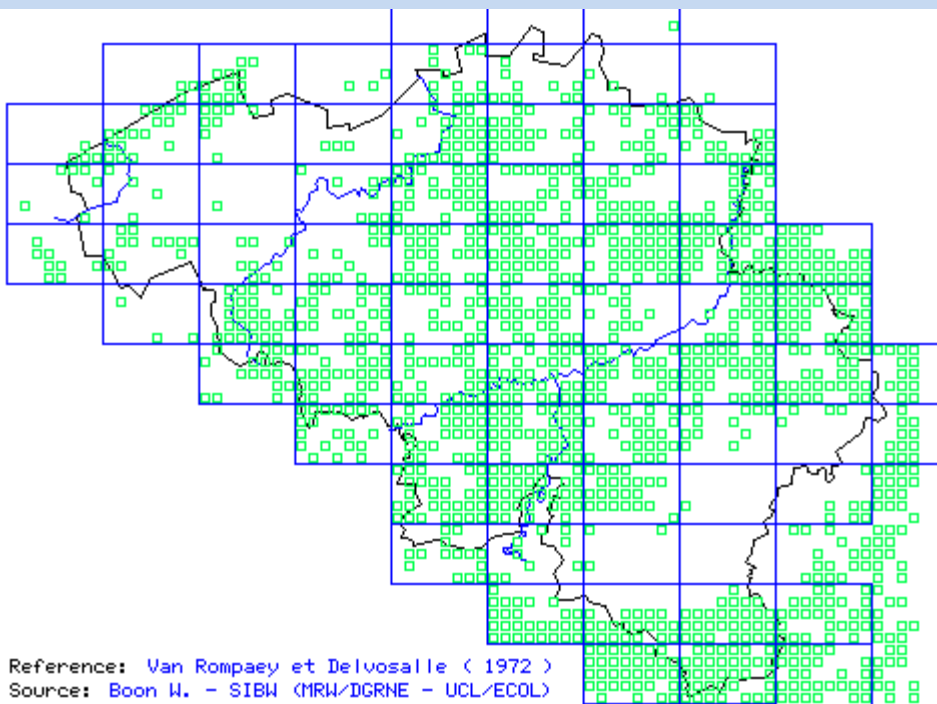 Reference: Van Rompaey et Delvosalle ( 1972 )
Source: Boon W. - SIBW (MRW/DGRNE - UCL/ECOL)